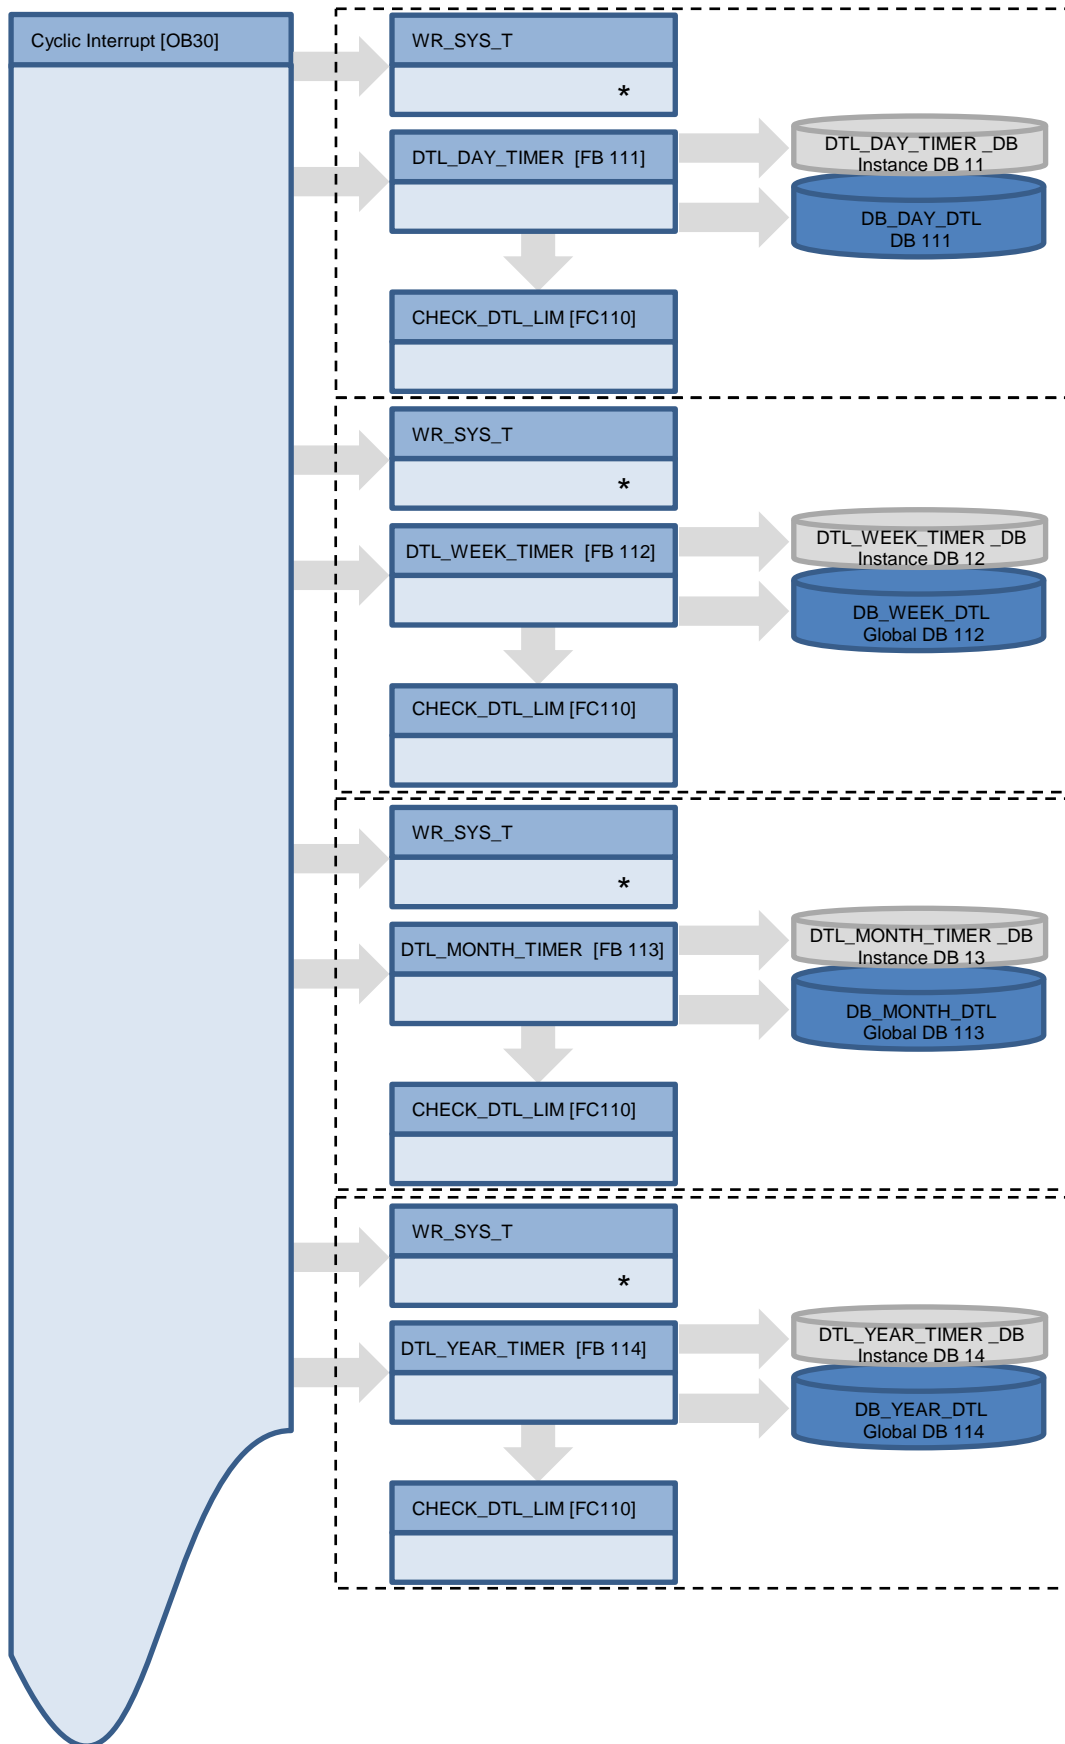 Cyclic Interrupt [OB30]
WR_SYS_T
*
DTL_DAY_TIMER [FB 111]
DTL_DAY_TIMER _DB
Instance DB 11
DB_DAY_DTL
DB 111
CHECK_DTL_LIM [FC110]
WR_SYS_T
*
DTL_WEEK_TIMER [FB 112]
DTL_WEEK_TIMER _DB
Instance DB 12
DB_WEEK_DTL
Global DB 112
CHECK_DTL_LIM [FC110]
WR_SYS_T
*
DTL_MONTH_TIMER [FB 113]
DTL_MONTH_TIMER _DB
Instance DB 13
DB_MONTH_DTL
Global DB 113
CHECK_DTL_LIM [FC110]
WR_SYS_T
*
DTL_YEAR_TIMER [FB 114]
DTL_YEAR_TIMER _DB
Instance DB 14
DB_YEAR_DTL
Global DB 114
CHECK_DTL_LIM [FC110]